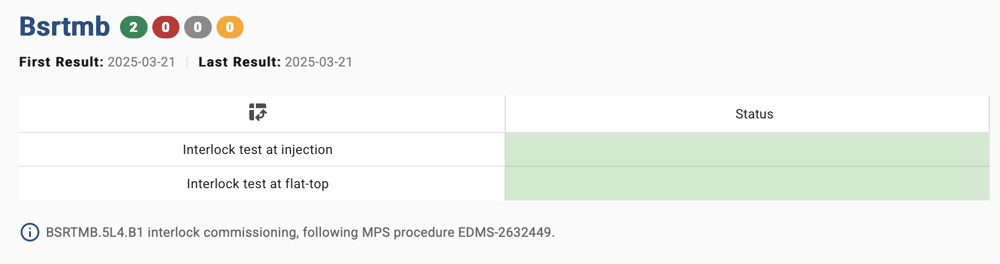 Bsrtmb 2 0 0 0
First Result: 2025-03-21 | Last Result: 2025-03-21
Status
Interlock test at injection
Interlock test at flat-top
BSRTMB.5L4.B1 interlock commissioning, following MPS procedure EDMS-2632449.